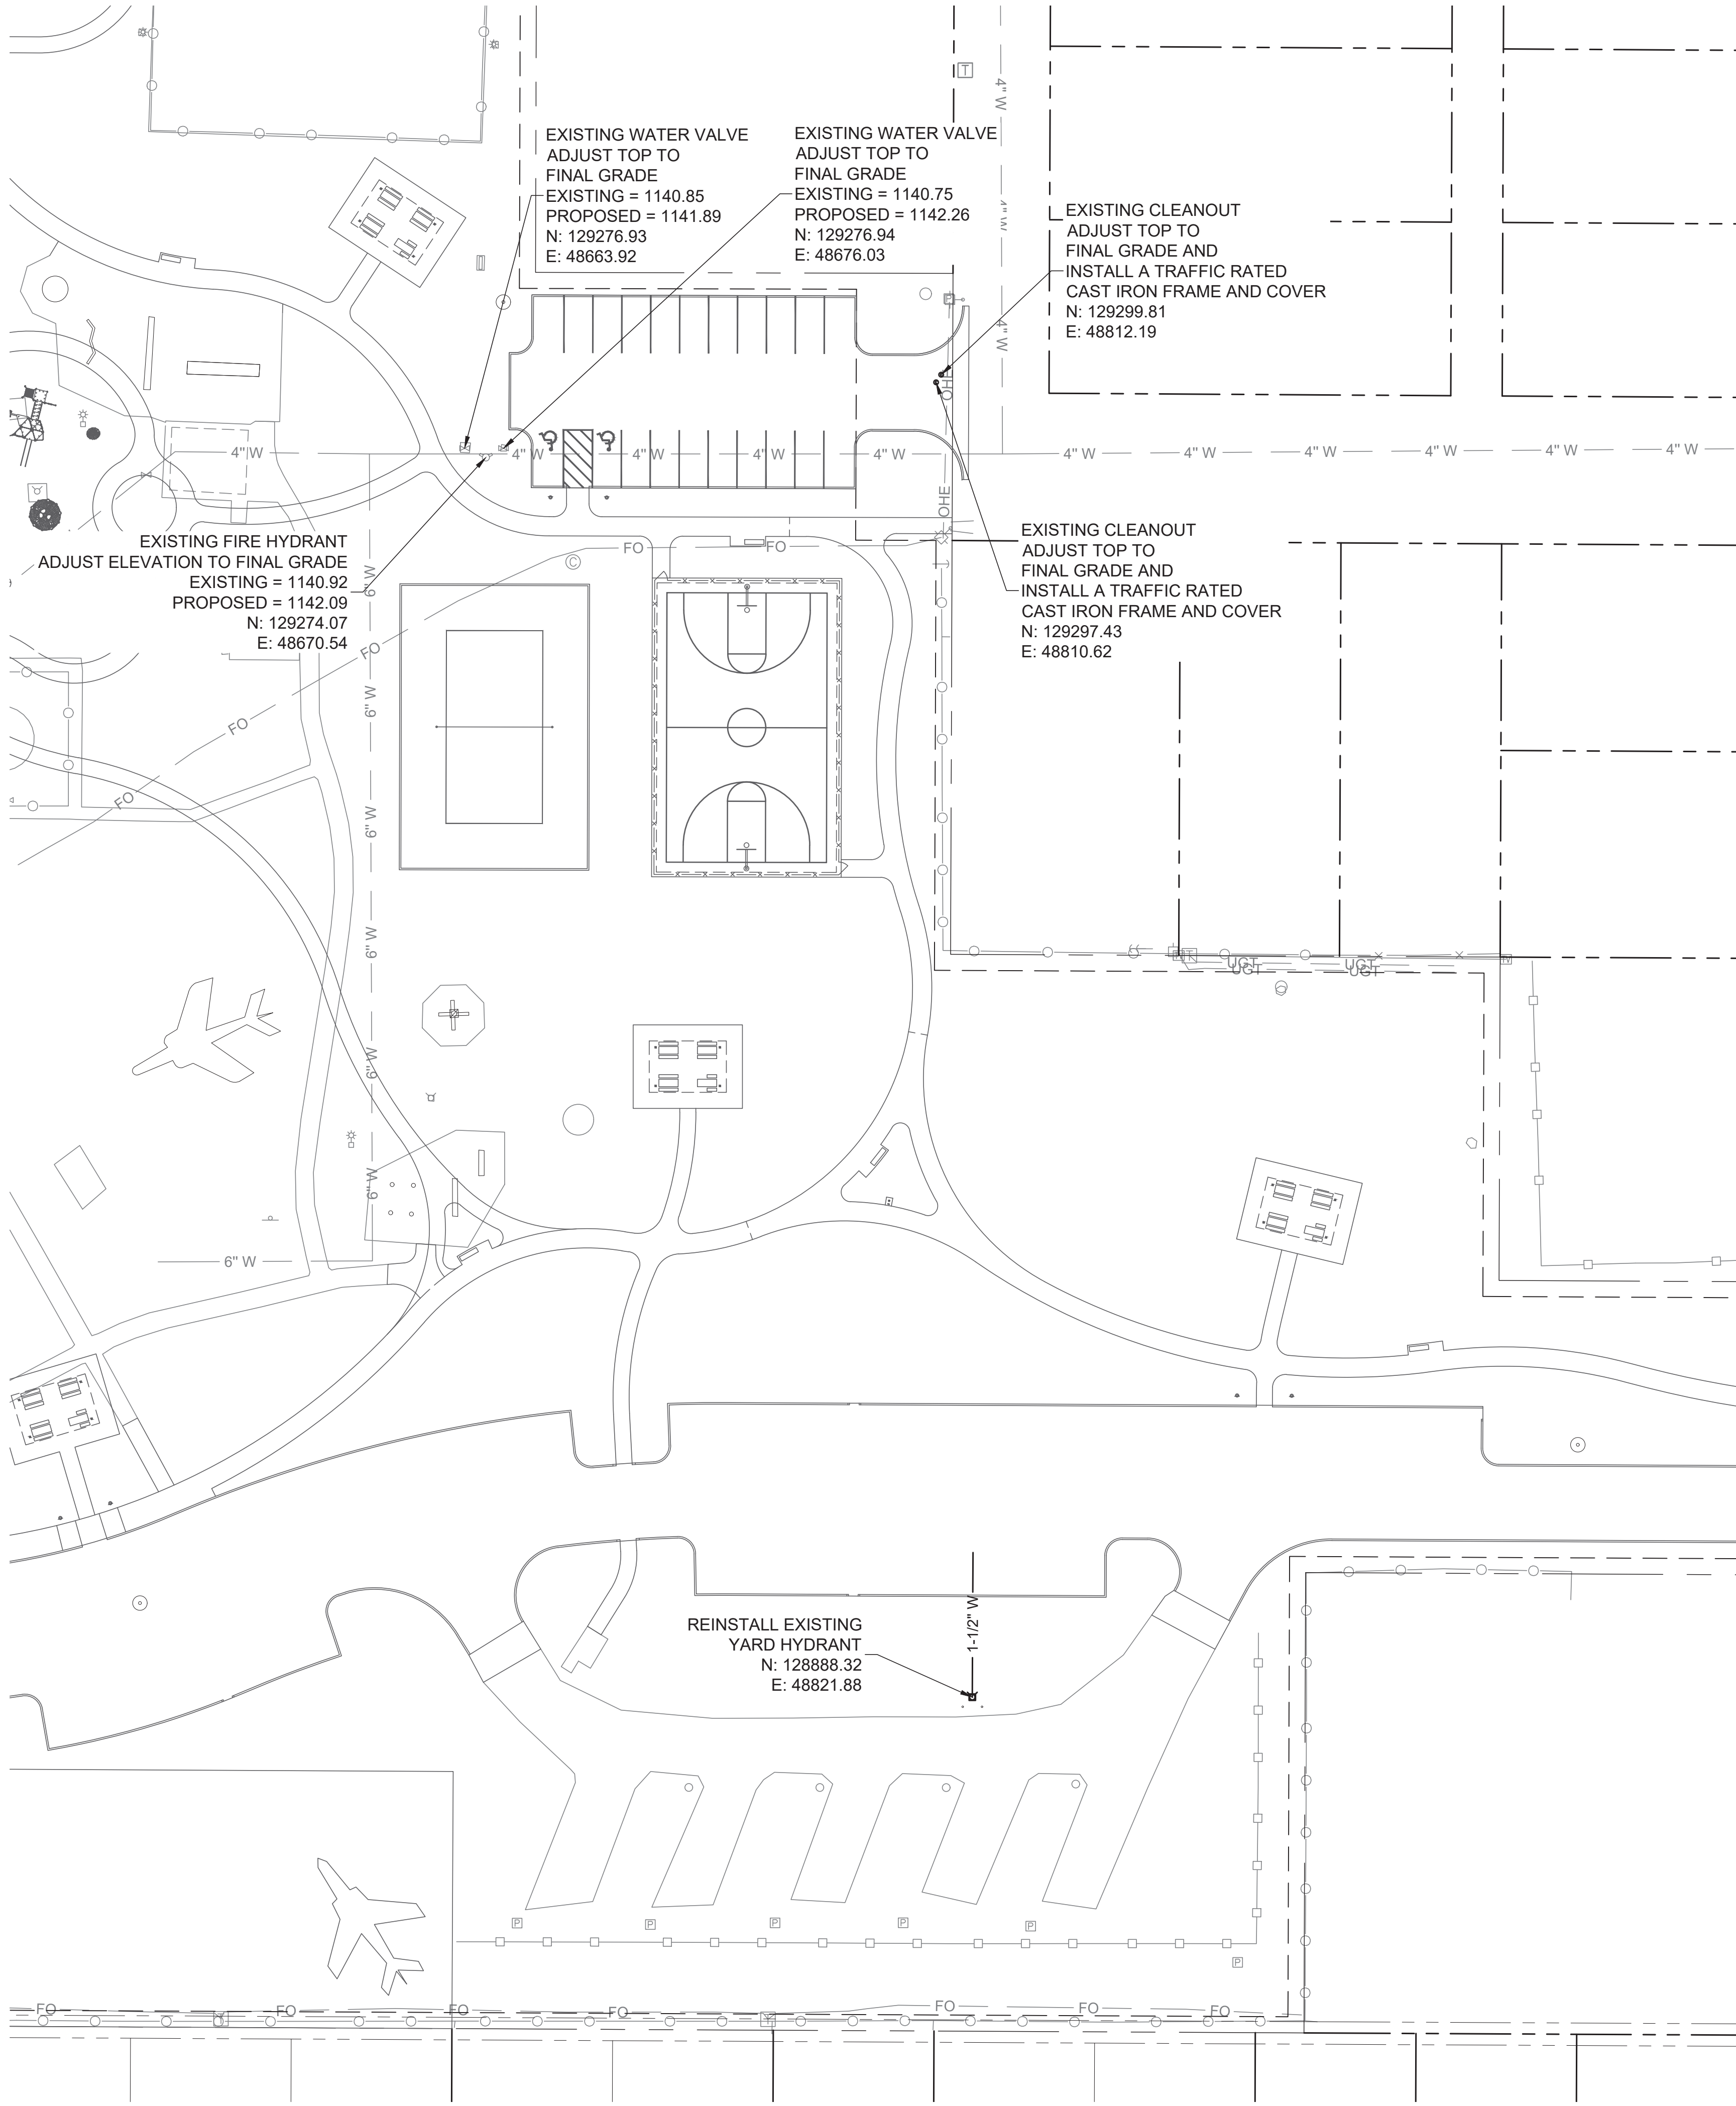 T
4" W
EXISTING WATER VALVE
ADJUST TOP TO
FINAL GRADE
EXISTING = 1140.85
PROPOSED = 1141.89
N: 129276.93
E: 48663.92
EXISTING WATER VALVE
ADJUST TOP TO
FINAL GRADE
EXISTING = 1140.75
PROPOSED = 1142.26
N: 129276.94
E: 48676.03
4" W
EXISTING CLEANOUT
ADJUST TOP TO
FINAL GRADE AND
INSTALL A TRAFFIC RATED
CAST IRON FRAME AND COVER
N: 129299.81
E: 48812.19
P
4" W
OHE
4" W
4" W
4" W
4" W
4" W
4" W
4" W
4" W
4" W
4" W
4" W
OHE
EXISTING FIRE HYDRANT
ADJUST ELEVATION TO FINAL GRADE
EXISTING = 1140.92
PROPOSED = 1142.09
N: 129274.07
E: 48670.54
EXISTING CLEANOUT
ADJUST TOP TO
FINAL GRADE AND
INSTALL A TRAFFIC RATED
CAST IRON FRAME AND COVER
N: 129297.43
E: 48810.62
FO
FO
C
6" W
FO
6" W
FO
FO
6" W
6" W
UGT
UGT
UGT
UGT
6" W
6" W
6" W
REINSTALL EXISTING
YARD HYDRANT
N: 128888.32
E: 48821.88
1-1/2" W
P
P
P
P
P
P
FO
FO
FO
FO
FO
FO
FO